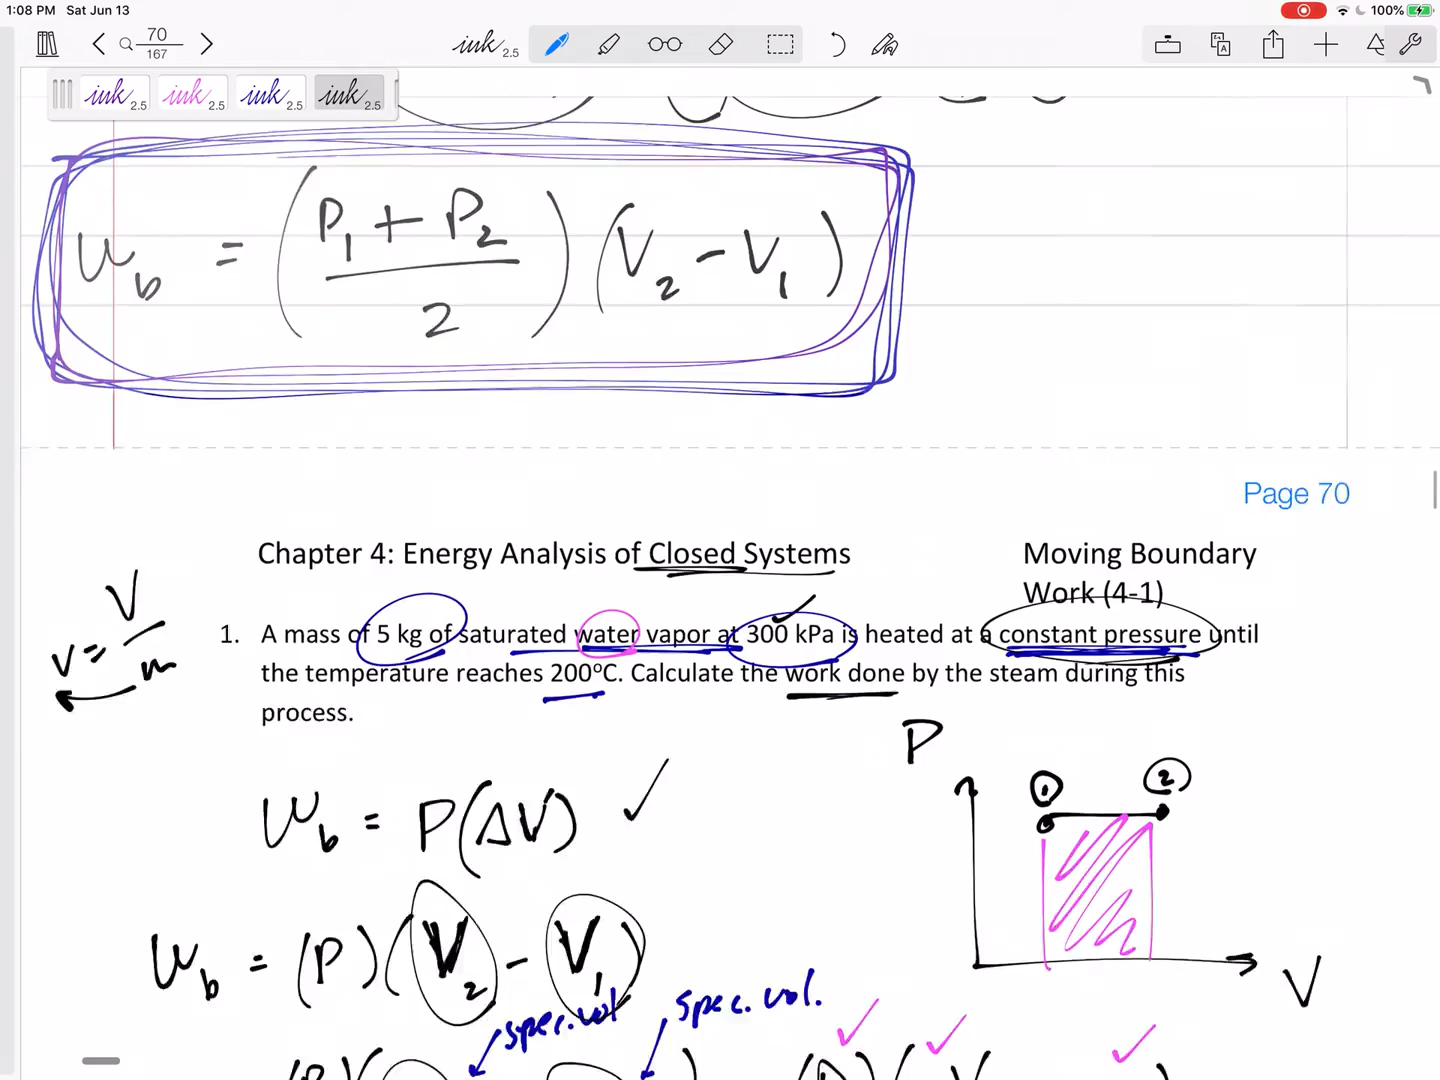 1:08 PM Sat Jun 13
100%
70
167
ink 2.5
ink 2.5 ink 2.5 ink 2.5 ink 2.5
W_b = ( (P_1 + P_2) / 2 ) (V_2 - V_1)
Page 70
Chapter 4: Energy Analysis of Closed Systems
Moving Boundary
Work (4-1)
v = V/m
1. A mass of 5 kg of saturated water vapor at 300 kPa is heated at a constant pressure until
the temperature reaches 200°C. Calculate the work done by the steam during this
process.
W_b = P(ΔV) ✓
P
1 2
V
W_b = (P)(V_2 - V_1)
spec. vol spec. vol.